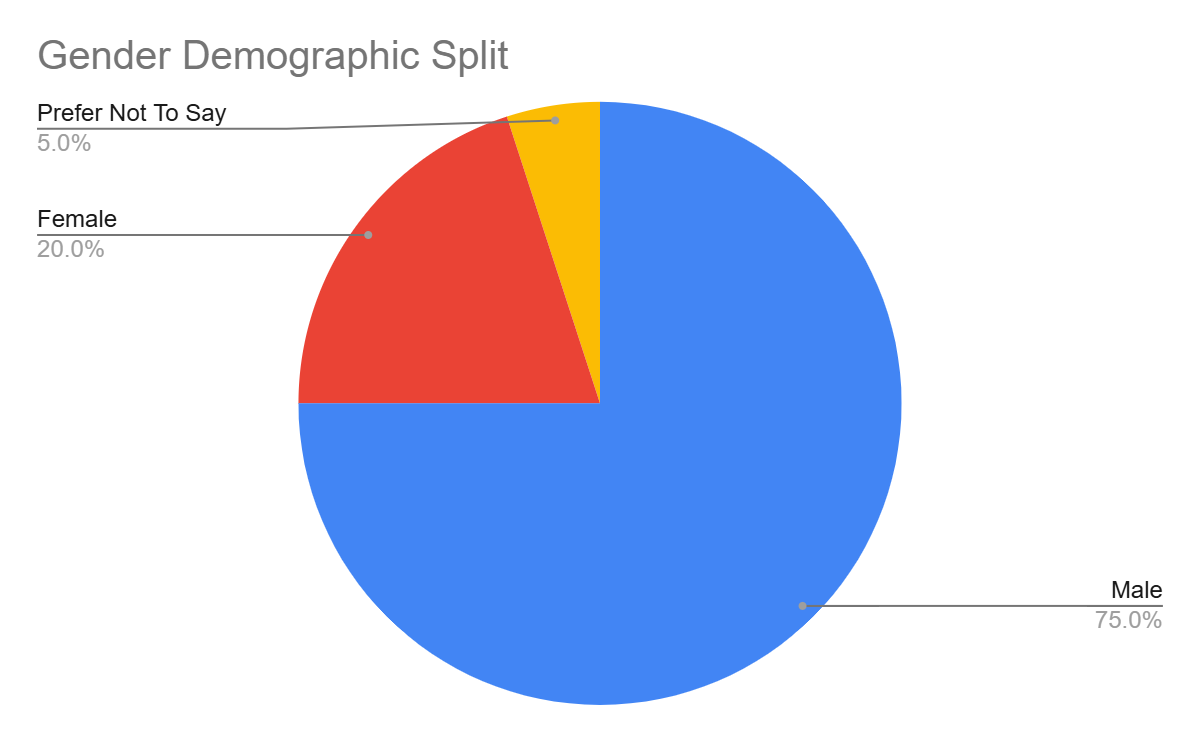 Gender Demographic Split
Prefer Not To Say
5.0%
Female
20.0%
Male
75.0%